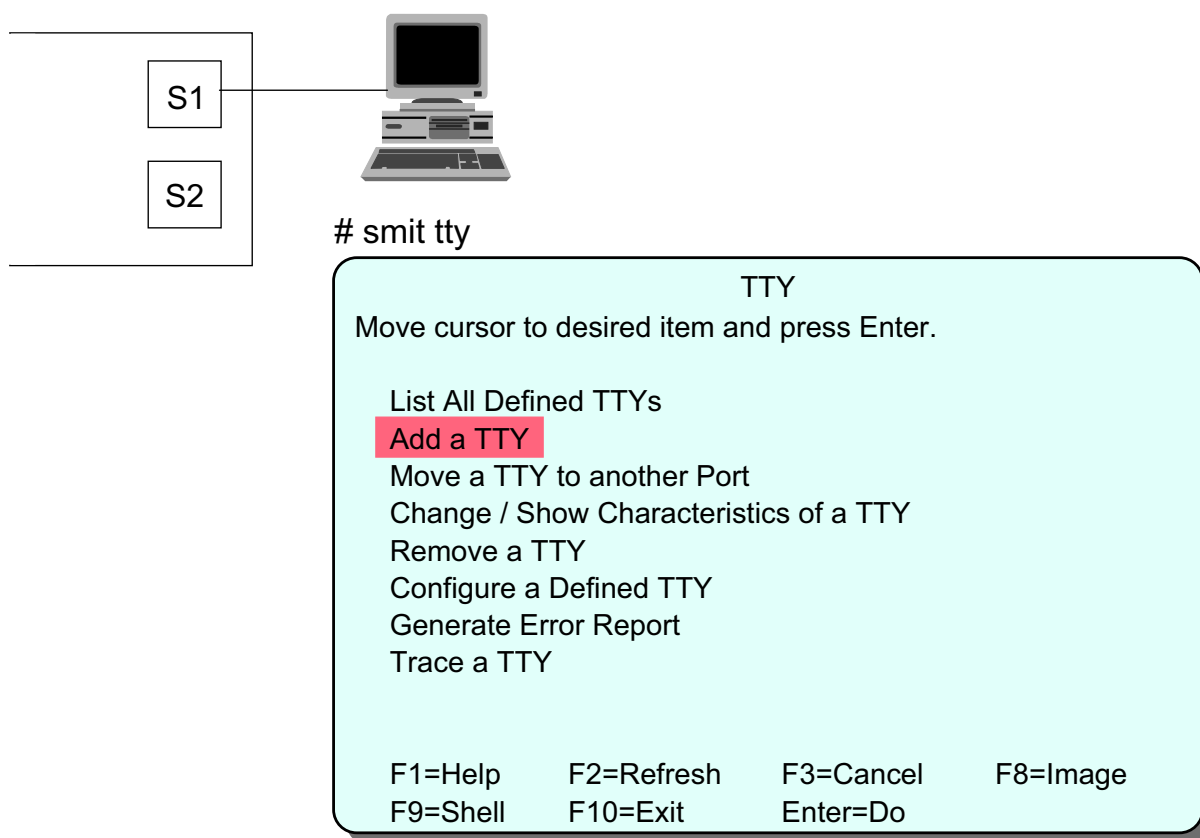 S1
S2
# smit tty
TTY
Move cursor to desired item and press Enter.
List All Defined TTYs
Add a TTY
Move a TTY to another Port
Change / Show Characteristics of a TTY
Remove a TTY
Configure a Defined TTY
Generate Error Report
Trace a TTY
F1=Help F2=Refresh F3=Cancel F8=Image
F9=Shell F10=Exit Enter=Do